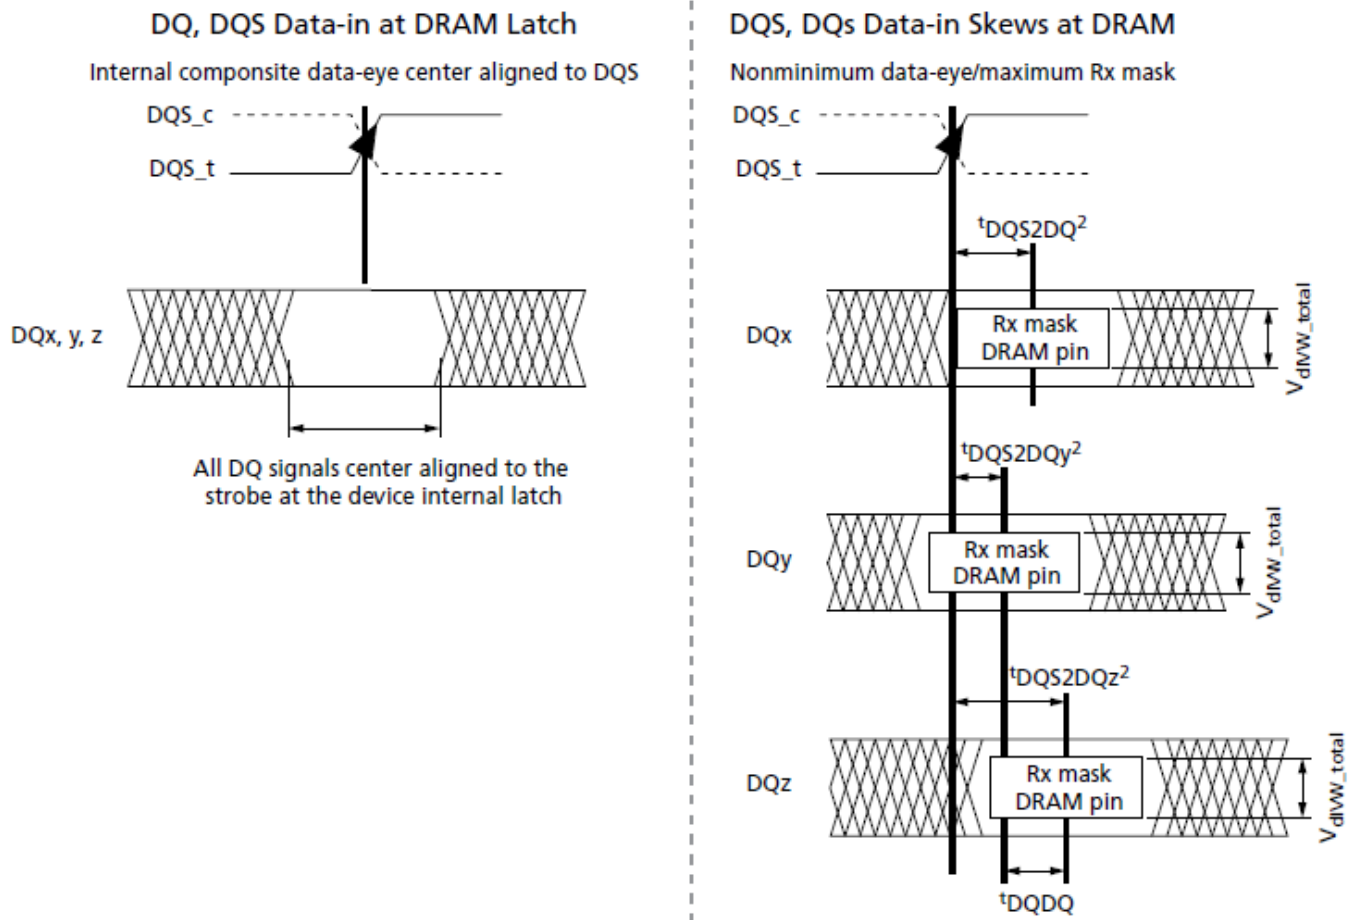 DQ, DQS Data-in at DRAM Latch
Internal componsite data-eye center aligned to DQS
DQS_c
DQS_t
DQx, y, z
All DQ signals center aligned to the
strobe at the device internal latch
DQS, DQs Data-in Skews at DRAM
Nonminimum data-eye/maximum Rx mask
DQS_c
DQS_t
tDQS2DQ2
DQx
Rx mask
DRAM pin
VdIVW_total
tDQS2DQy2
DQy
Rx mask
DRAM pin
VdIVW_total
tDQS2DQz2
DQz
Rx mask
DRAM pin
VdIVW_total
tDQDQ